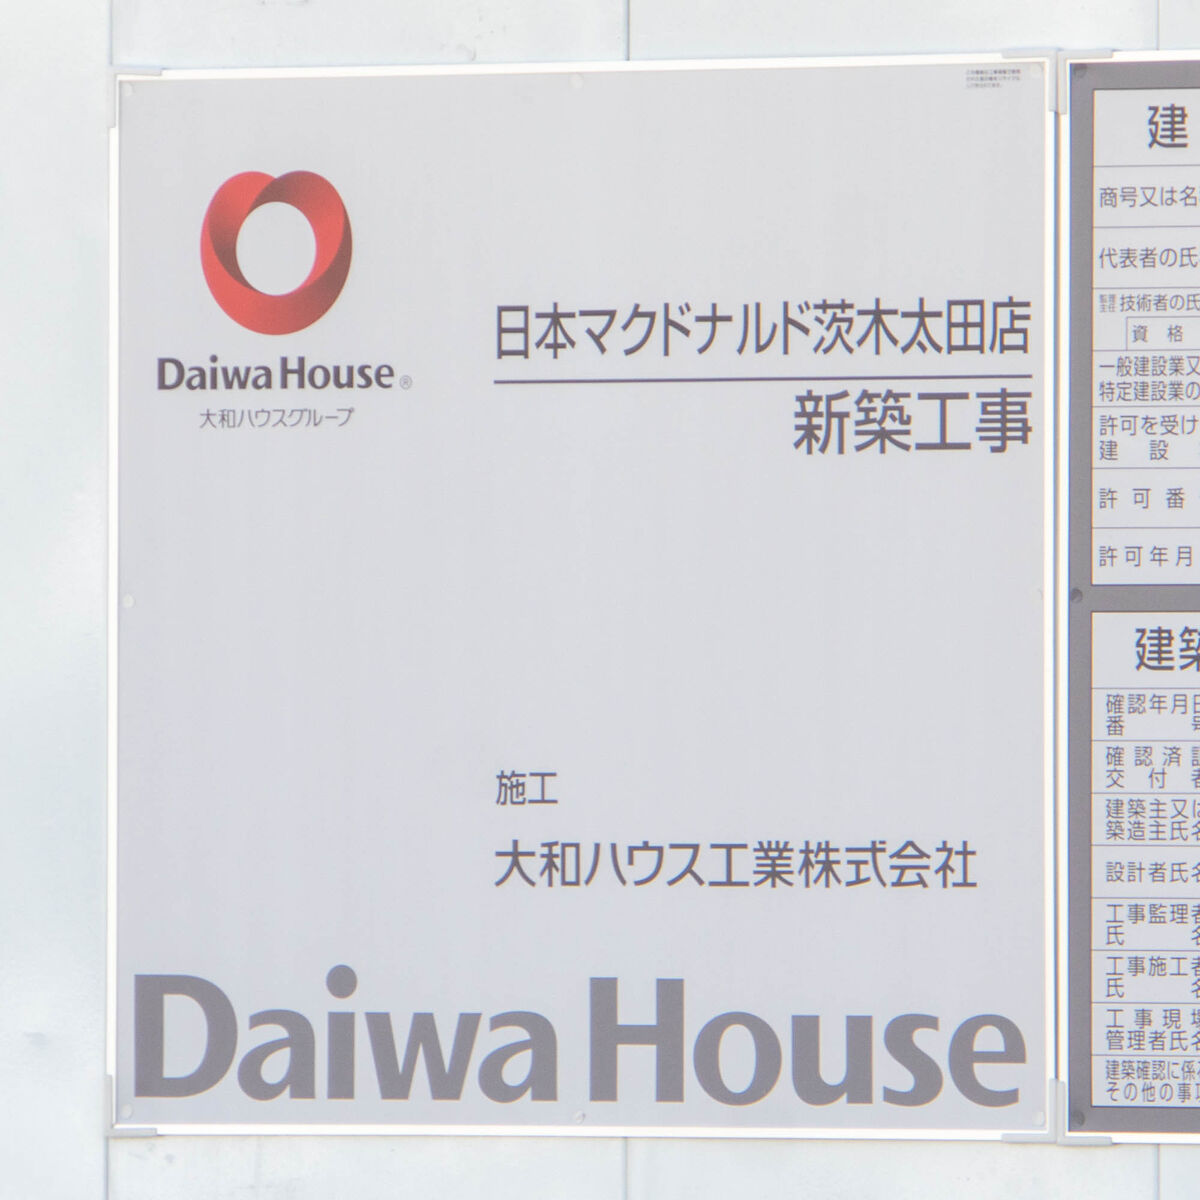 Daiwa House®
大和ハウスグループ
日本マクドナルド茨木太田店
新築工事
施工
大和ハウス工業株式会社
Daiwa House
建
商号又は名
代表者の氏
技術者の氏
資 格
一般建設業又
特定建設業の
許可を受け
建 設
許 可 番
許可年月
建築
確認年月日
番 号
確 認 済 証
交 付 者
建築主又は
築造主氏名
設計者氏名
工事監理者
氏 名
工事施工者
氏 名
工 事 現 場
管理者氏名
建築確認に係
その他の事項